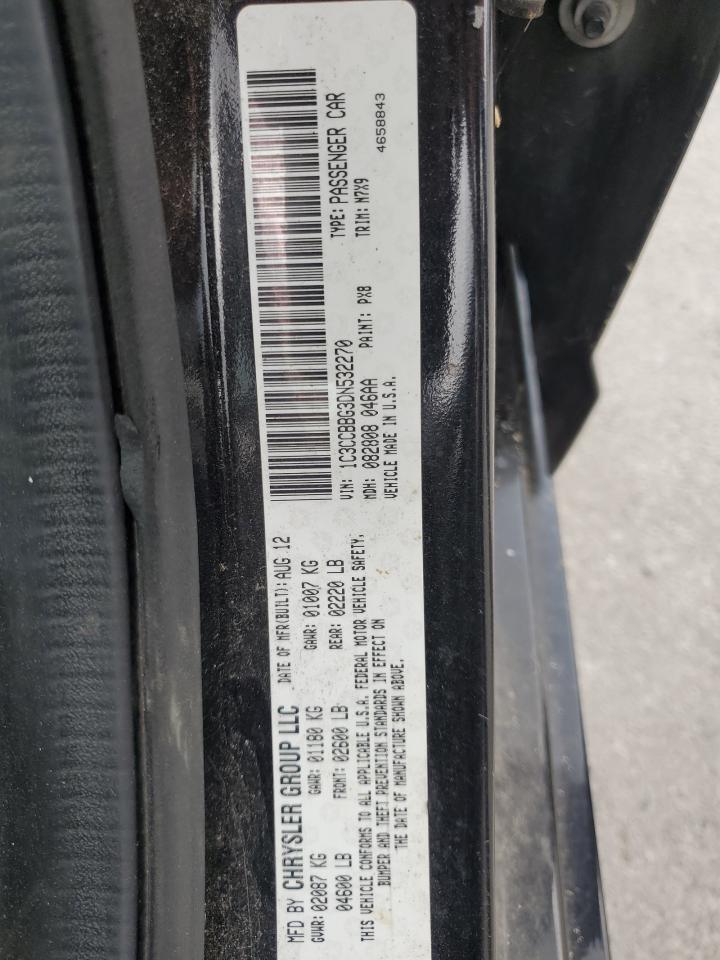 MFD BY CHRYSLER GROUP LLC DATE OF MFR(BUILT): AUG 12
GVWR: 02087 KG GAWR: 01180 KG GAWR: 01007 KG
04600 LB FRONT: 02600 LB REAR: 02220 LB
THIS VEHICLE CONFORMS TO ALL APPLICABLE U.S.A. FEDERAL MOTOR VEHICLE SAFETY,
BUMPER AND THEFT PREVENTION STANDARDS IN EFFECT ON
THE DATE OF MANUFACTURE SHOWN ABOVE.
VIN: 1C3CCBBG3DN532270 TYPE: PASSENGER CAR
MDH: 082808 046AA PAINT: PX8 TRIM: N7X9
VEHICLE MADE IN U.S.A. 4658843